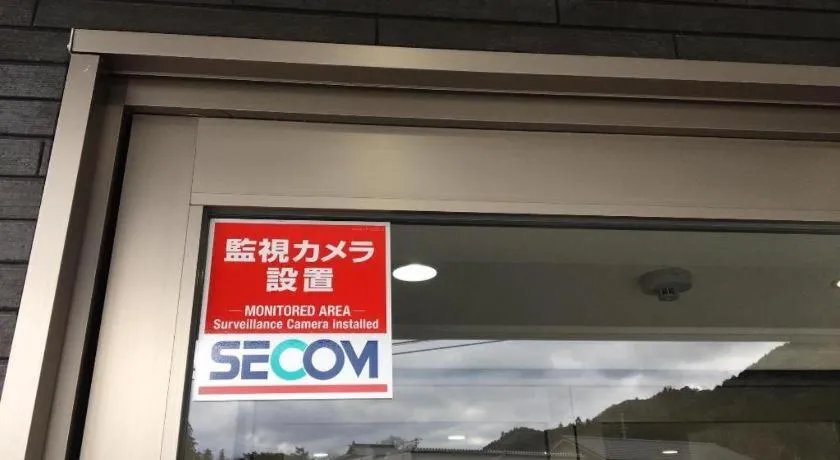 監視カメラ
設置
MONITORED AREA
Surveillance Camera installed
SECOM